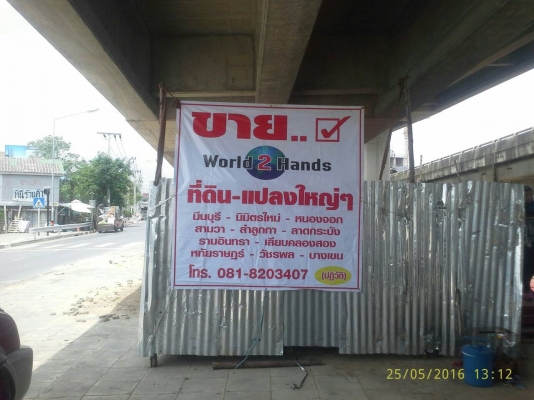 ขาย..
World 2 Hands
ที่ดิน-แปลงใหญ่ๆ
มีนบุรี - นิมิตรใหม่ - หนองจอก
สามวา - ลำลูกกา - ลาดกระบัง
รามอินทรา - เลียบคลองสอง
หทัยราษฎร์ - วัชรพล - บางเขน
โทร. 081-8203407 (ปฏิวัติ)
25/05/2016 13:12